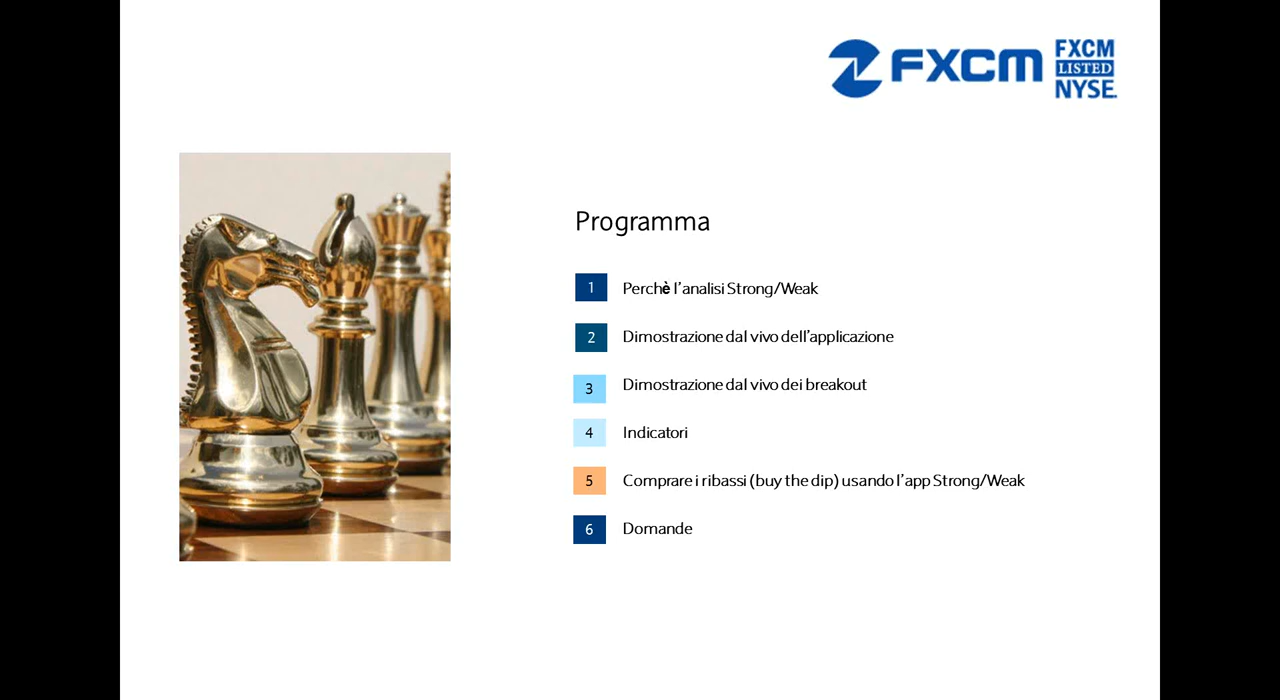 FXCM
FXCM
LISTED
NYSE.
Programma
1 Perchè l'analisi Strong/Weak
2 Dimostrazione dal vivo dell'applicazione
3 Dimostrazione dal vivo dei breakout
4 Indicatori
5 Comprare i ribassi (buy the dip) usando l'app Strong/Weak
6 Domande